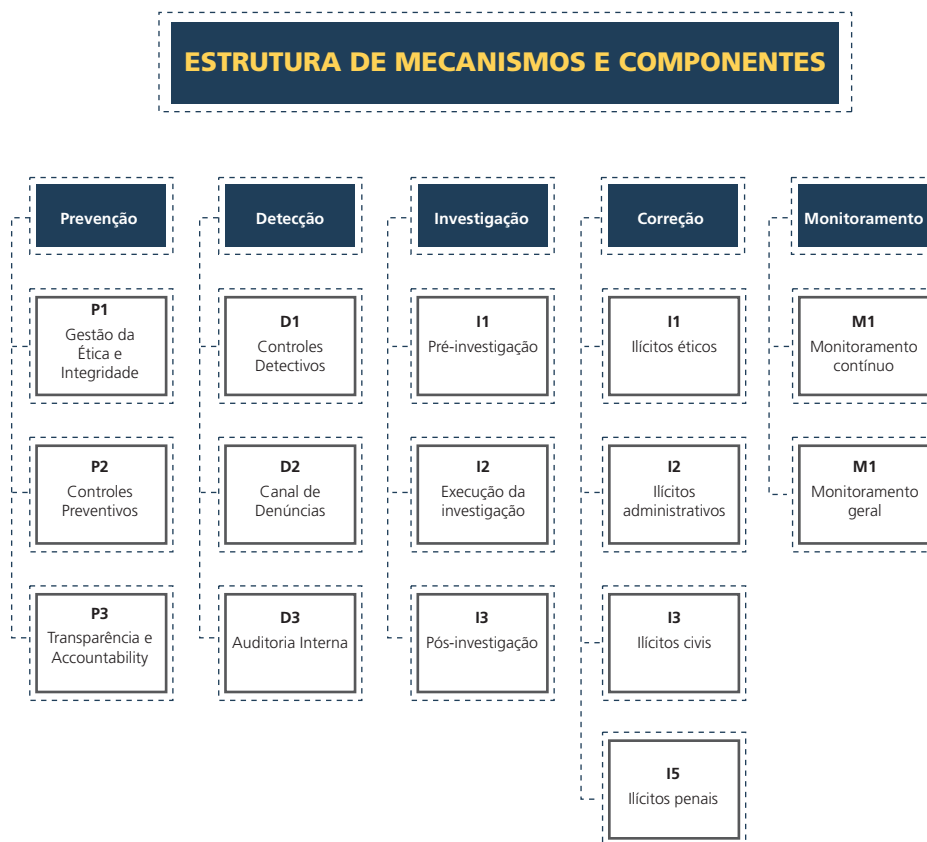 ESTRUTURA DE MECANISMOS E COMPONENTES
Prevenção
P1
Gestão da
Ética e
Integridade
P2
Controles
Preventivos
P3
Transparência e
Accountability
Detecção
D1
Controles
Detectivos
D2
Canal de
Denúncias
D3
Auditoria Interna
Investigação
I1
Pré-investigação
I2
Execução da
investigação
I3
Pós-investigação
Correção
I1
Ilícitos éticos
I2
Ilícitos
administrativos
I3
Ilícitos civis
I5
Ilícitos penais
Monitoramento
M1
Monitoramento
contínuo
M1
Monitoramento
geral